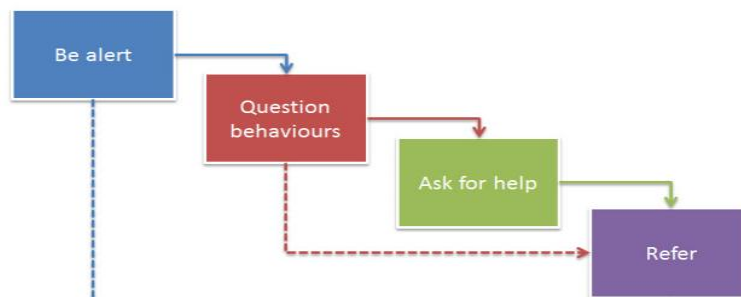 Be alert
Question
behaviours
Ask for help
Refer